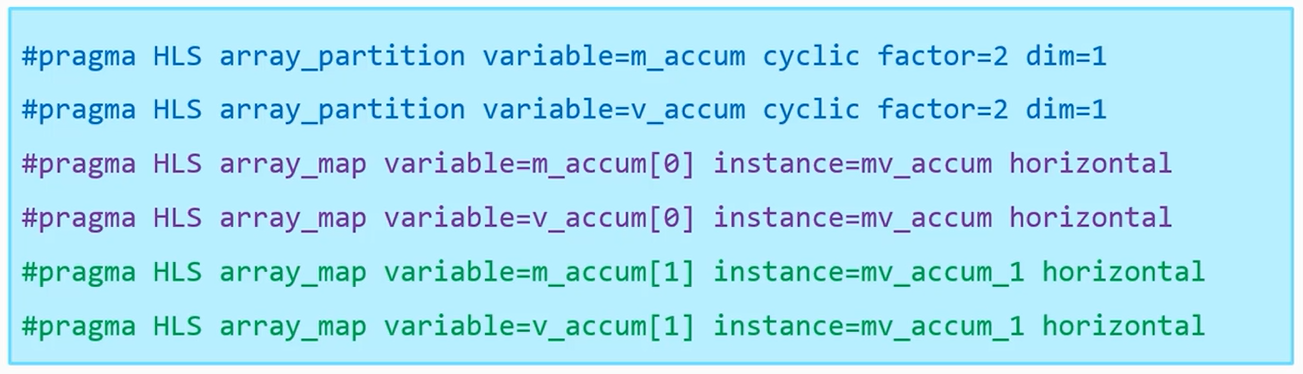 #pragma HLS array_partition variable=m_accum cyclic factor=2 dim=1
#pragma HLS array_partition variable=v_accum cyclic factor=2 dim=1
#pragma HLS array_map variable=m_accum[0] instance=mv_accum horizontal
#pragma HLS array_map variable=v_accum[0] instance=mv_accum horizontal
#pragma HLS array_map variable=m_accum[1] instance=mv_accum_1 horizontal
#pragma HLS array_map variable=v_accum[1] instance=mv_accum_1 horizontal